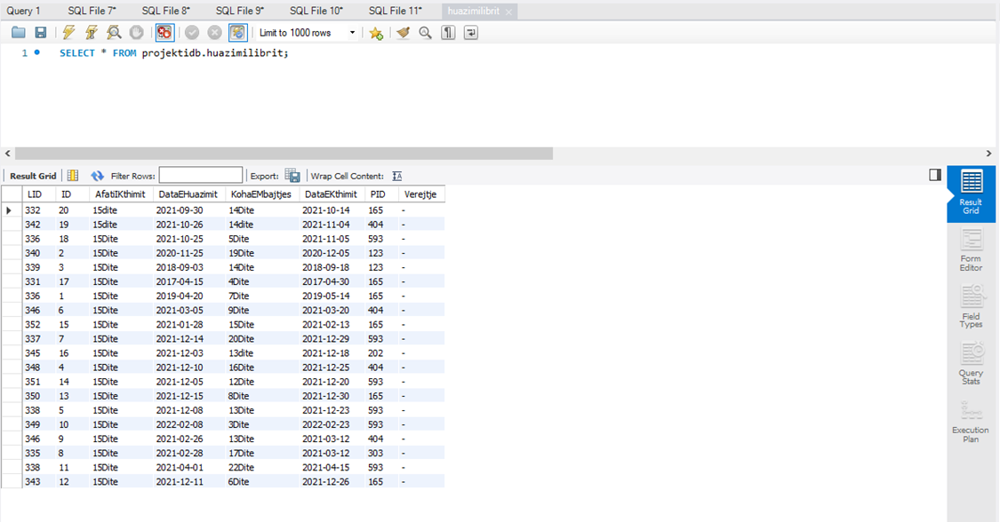 Query 1 SQL File 7* SQL File 8* SQL File 9* SQL File 10* SQL File 11* huazimilibrit
Limit to 1000 rows
1 SELECT * FROM projektidb.huazimilibrit;
Result Grid Filter Rows: Export: Wrap Cell Content:
LID ID AfatiIKthimit DataEHuazimit KohaEMbajtjes DataEKthimit PID Verejtje
332 20 15dite 2021-09-30 14Dite 2021-10-14 165 -
342 19 15dite 2021-10-26 14dite 2021-11-04 404 -
336 18 15Dite 2021-10-25 5Dite 2021-11-05 593 -
340 2 15Dite 2020-11-25 19Dite 2020-12-05 123 -
339 3 15Dite 2018-09-03 14Dite 2018-09-18 123 -
331 17 15Dite 2017-04-15 4Dite 2017-04-30 165 -
336 1 15Dite 2019-04-20 7Dite 2019-05-14 165 -
346 6 15Dite 2021-03-05 9Dite 2021-03-20 404 -
352 15 15Dite 2021-01-28 15Dite 2021-02-13 165 -
337 7 15Dite 2021-12-14 20Dite 2021-12-29 593 -
345 16 15Dite 2021-12-03 13dite 2021-12-18 202 -
348 4 15Dite 2021-12-10 16Dite 2021-12-25 404 -
351 14 15Dite 2021-12-05 12Dite 2021-12-20 593 -
350 13 15Dite 2021-12-15 8Dite 2021-12-30 165 -
338 5 15Dite 2021-12-08 13Dite 2021-12-23 593 -
349 10 15Dite 2022-02-08 3Dite 2022-02-23 593 -
346 9 15Dite 2021-02-26 13Dite 2021-03-12 404 -
335 8 15Dite 2021-02-28 17Dite 2021-03-12 303 -
338 11 15Dite 2021-04-01 22Dite 2021-04-15 593 -
343 12 15Dite 2021-12-11 6Dite 2021-12-26 165 -
Result
Grid
Form
Editor
Field
Types
Query
Stats
Execution
Plan